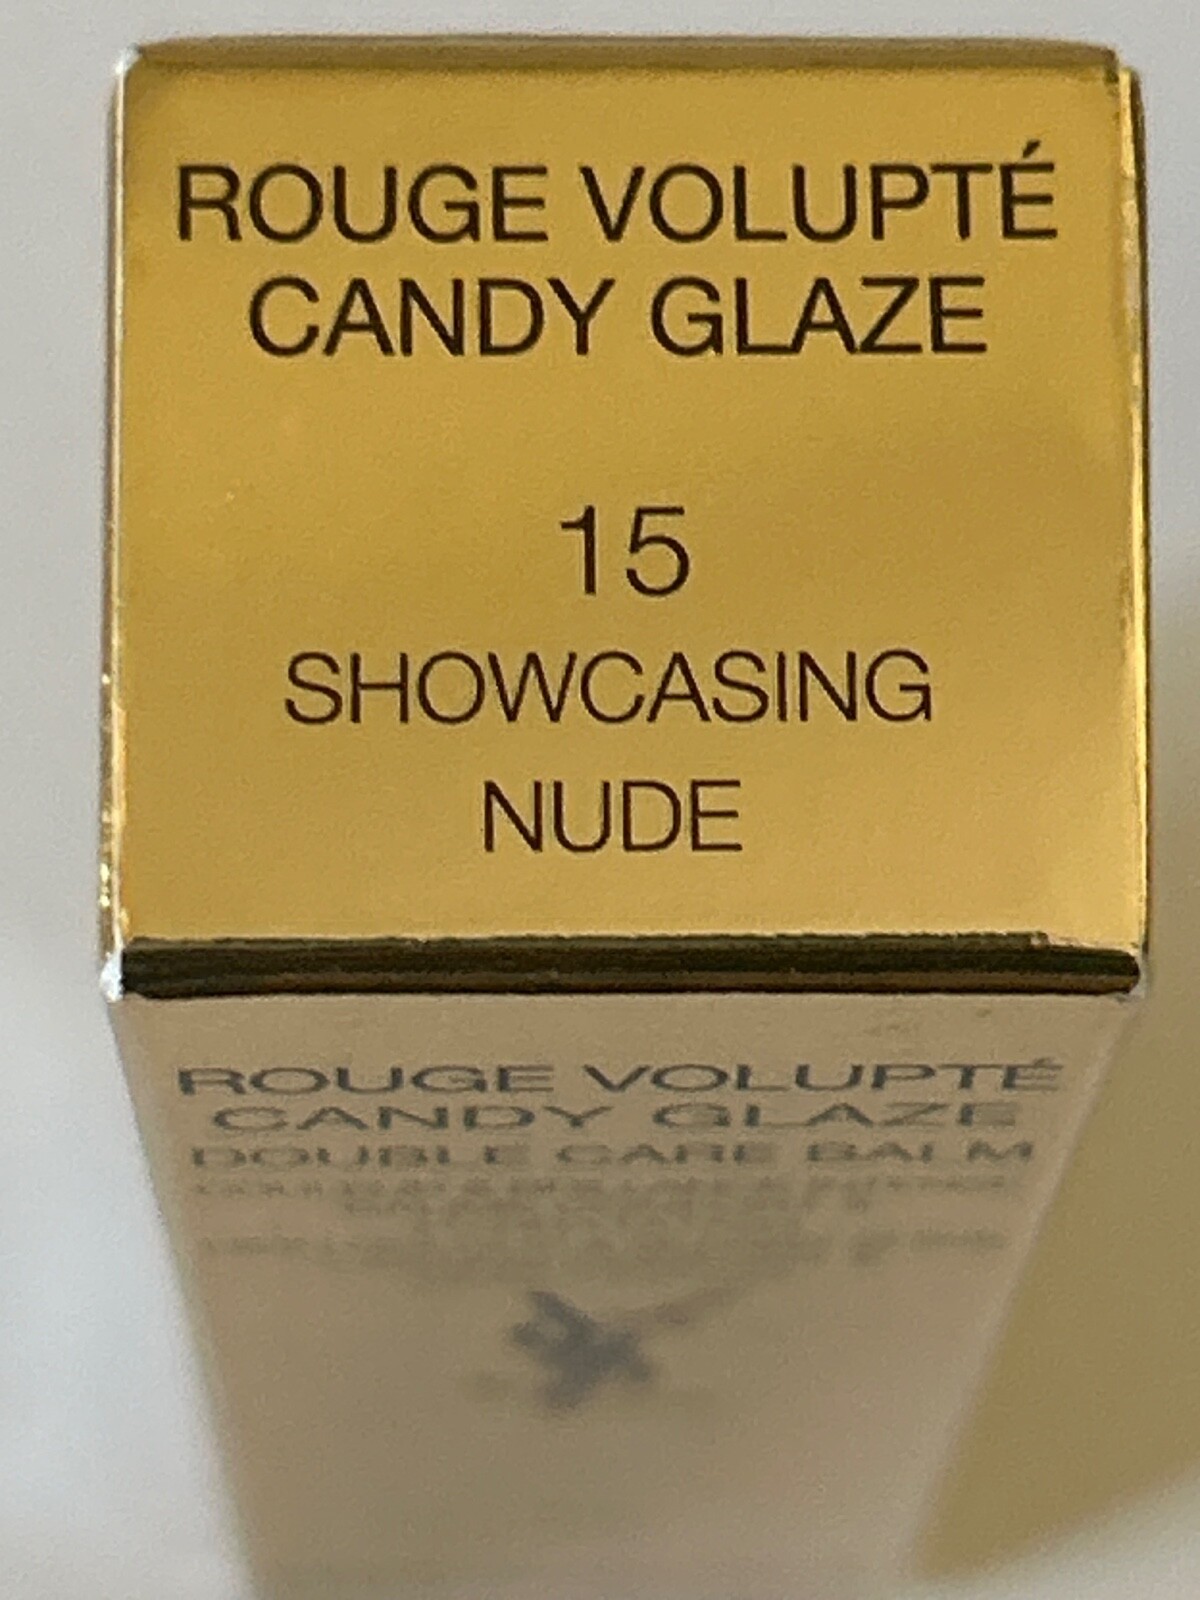 ROUGE VOLUPTÉ
CANDY GLAZE
15
SHOWCASING
NUDE
ROUGE VOLUPTÉ
CANDY GLAZE
DOUBLE CARE BALM